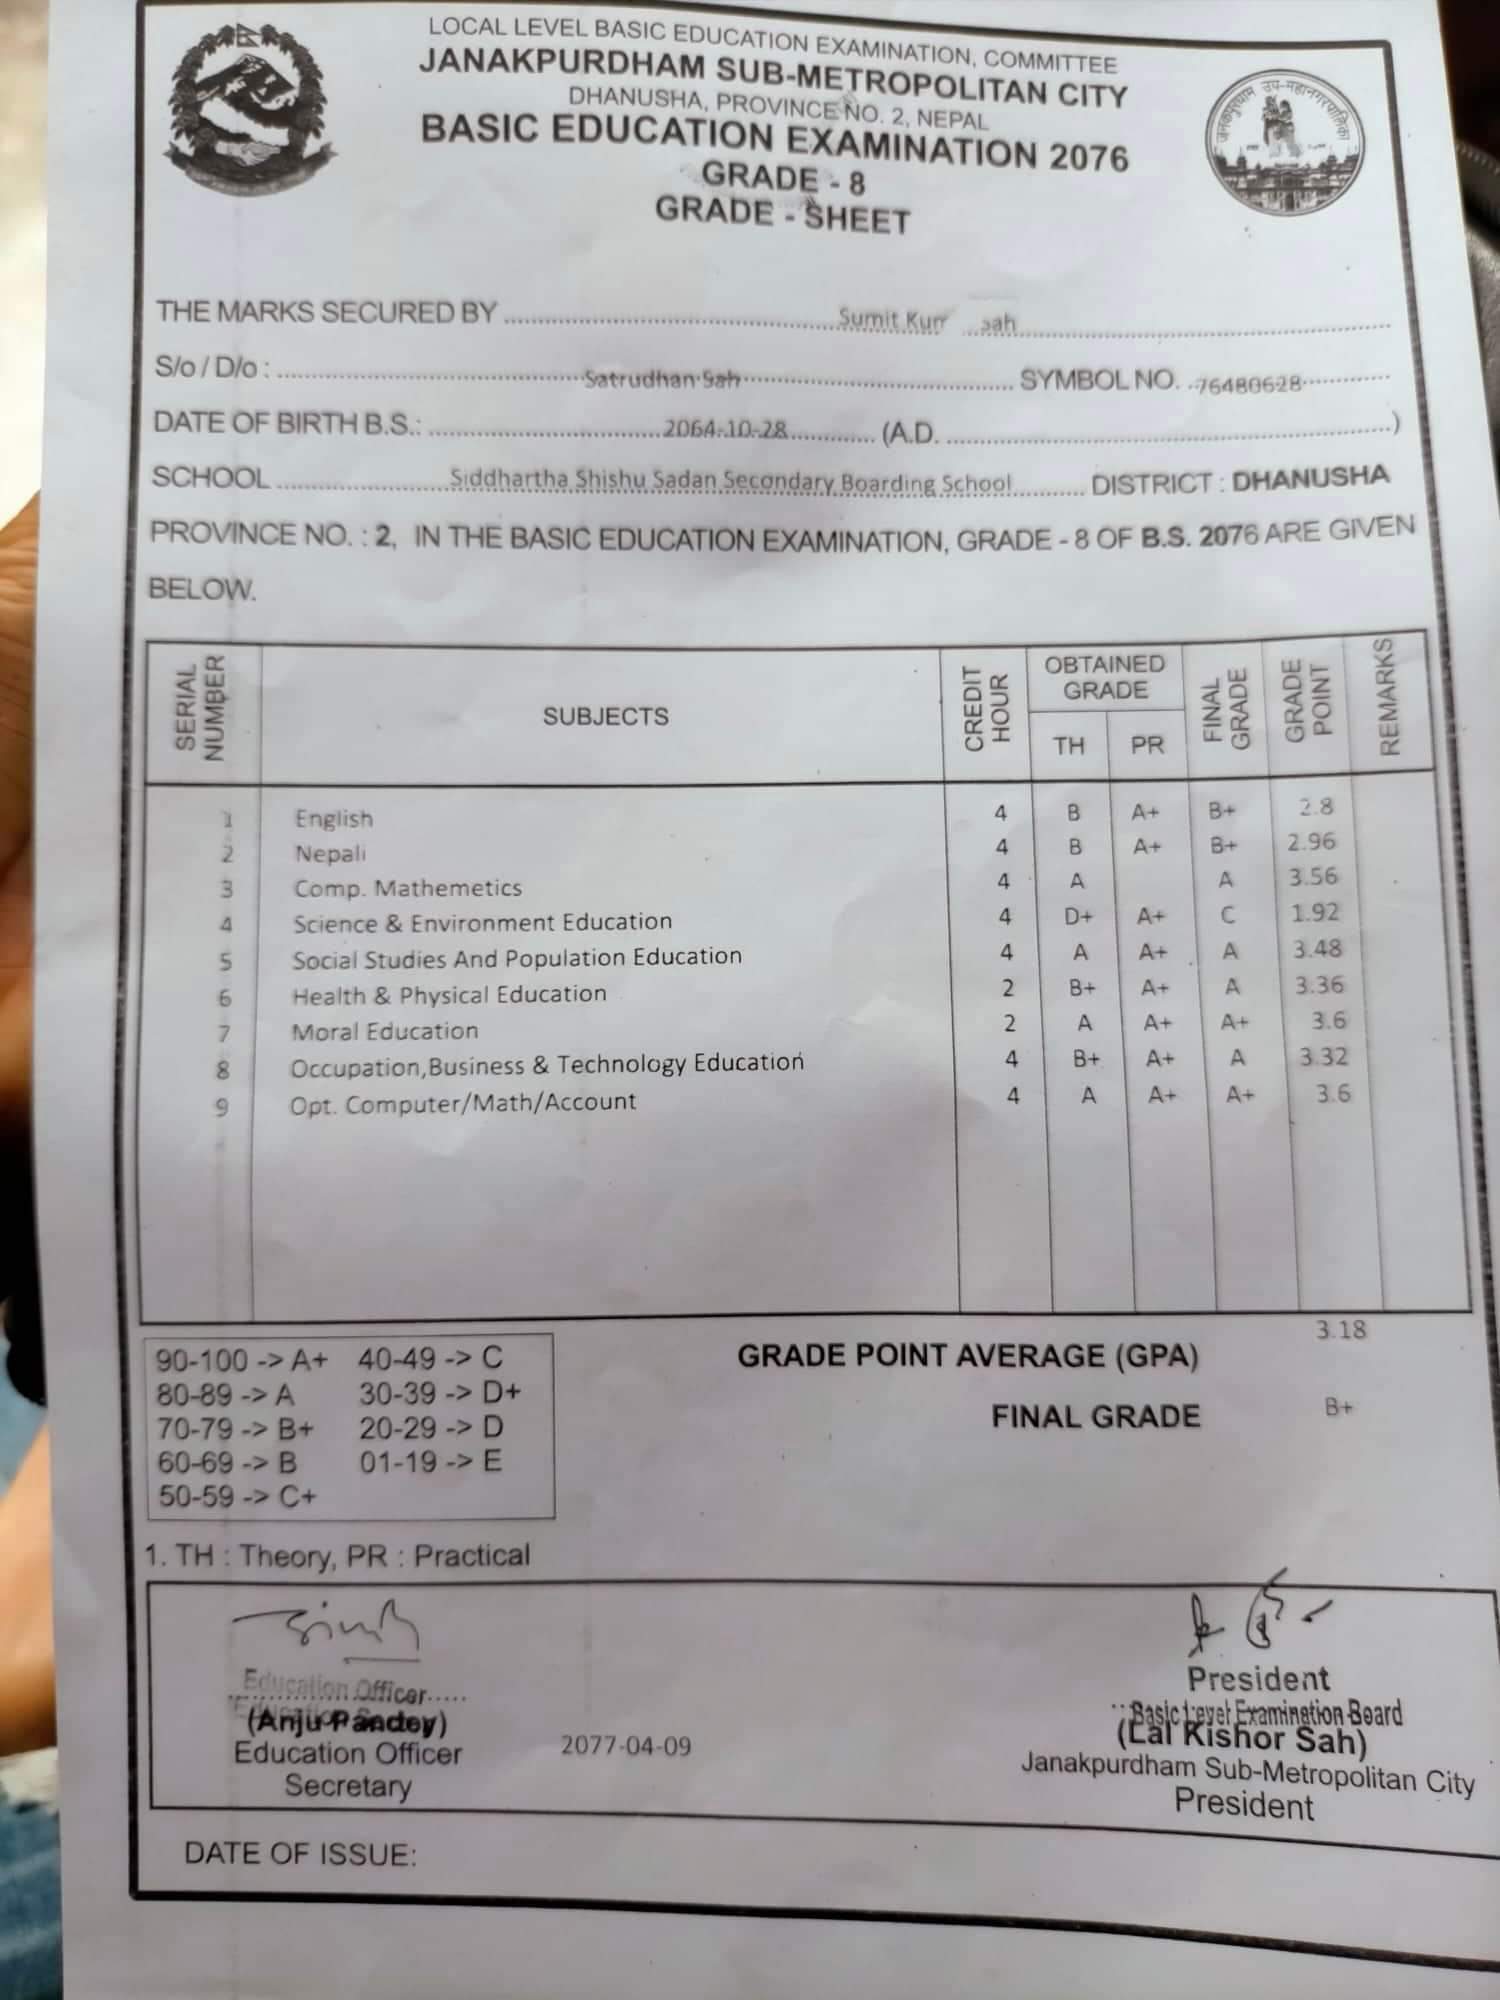 LOCAL LEVEL BASIC EDUCATION EXAMINATION, COMMITTEE
JANAKPURDHAM SUB-METROPOLITAN CITY
DHANUSHA, PROVINCE NO. 2, NEPAL
BASIC EDUCATION EXAMINATION 2076
GRADE - 8
GRADE - SHEET
जनकपुरधाम उप-महानगरपालिका
THE MARKS SECURED BY Sumit Kum Sah
S/o / D/o : Satrudhan Sah SYMBOL NO. 76480628
DATE OF BIRTH B.S.: 2064-10-28 (A.D. )
SCHOOL Siddhartha Shishu Sadan Secondary Boarding School DISTRICT : DHANUSHA
PROVINCE NO. : 2, IN THE BASIC EDUCATION EXAMINATION, GRADE - 8 OF B.S. 2076 ARE GIVEN
BELOW.
SERIAL NUMBER SUBJECTS CREDIT HOUR OBTAINED GRADE TH PR FINAL GRADE GRADE POINT REMARKS
1 English 4 B A+ B+ 2.8
2 Nepali 4 B A+ B+ 2.96
3 Comp. Mathemetics 4 A A 3.56
4 Science & Environment Education 4 D+ A+ C 1.92
5 Social Studies And Population Education 4 A A+ A 3.48
6 Health & Physical Education 2 B+ A+ A 3.36
7 Moral Education 2 A A+ A+ 3.6
8 Occupation,Business & Technology Education 4 B+ A+ A 3.32
9 Opt. Computer/Math/Account 4 A A+ A+ 3.6
GRADE POINT AVERAGE (GPA) 3.18
FINAL GRADE B+
90-100 -> A+ 40-49 -> C
80-89 -> A 30-39 -> D+
70-79 -> B+ 20-29 -> D
60-69 -> B 01-19 -> E
50-59 -> C+
1. TH : Theory, PR : Practical
Education Officer
(Anju Pandey)
Education Officer
Secretary
2077-04-09
President
Basic Level Examination Board
(Lal Kishor Sah)
Janakpurdham Sub-Metropolitan City
President
DATE OF ISSUE: